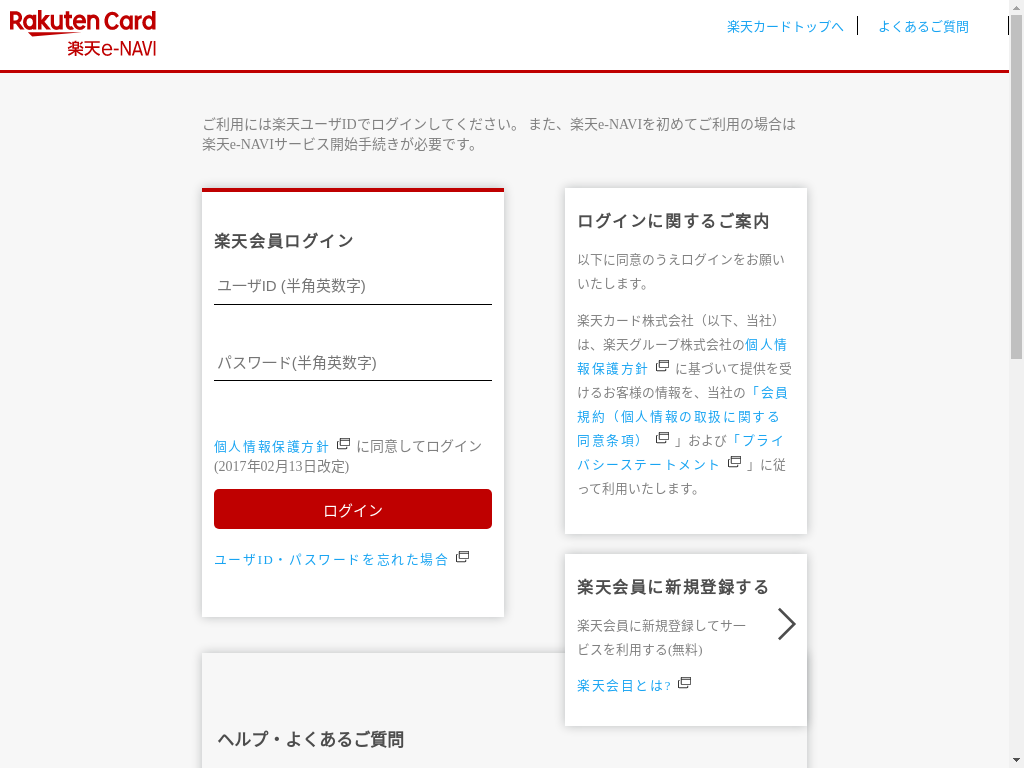 Rakuten Card
楽天e-NAVI
楽天カードトップへ
よくあるご質問
ご利用には楽天ユーザIDでログインしてください。 また、楽天e-NAVIを初めてご利用の場合は
楽天e-NAVIサービス開始手続きが必要です。
楽天会員ログイン
ユーザID (半角英数字)
パスワード(半角英数字)
個人情報保護方針 に同意してログイン
(2017年02月13日改定)
ログイン
ユーザID・パスワードを忘れた場合
ログインに関するご案内
以下に同意のうえログインをお願い
いたします。
楽天カード株式会社（以下、当社）
は、楽天グループ株式会社の個人情
報保護方針 に基づいて提供を受
けるお客様の情報を、当社の「会員
規約（個人情報の取扱に関する
同意条項） 」および「プライ
バシーステートメント 」に従
って利用いたします。
楽天会員に新規登録する
楽天会員に新規登録してサー
ビスを利用する(無料)
楽天会目とは?
ヘルプ・よくあるご質問